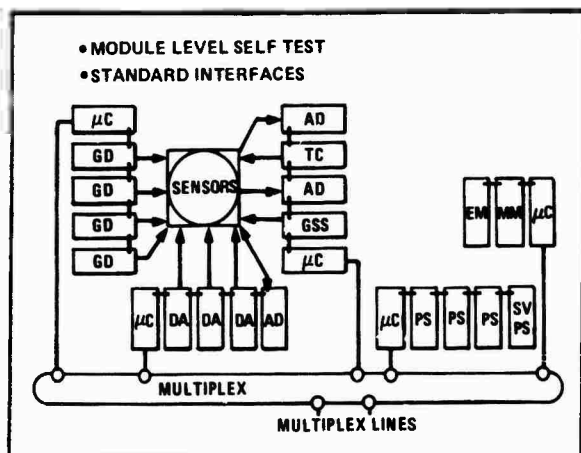 • MODULE LEVEL SELF TEST
• STANDARD INTERFACES
μC
GD
GD
GD
GD
SENSORS
AD
TC
AD
GSS
μC
μC
DA
DA
DA
AD
EM
MM
μC
μC
PS
PS
PS
SV
PS
MULTIPLEX
MULTIPLEX LINES